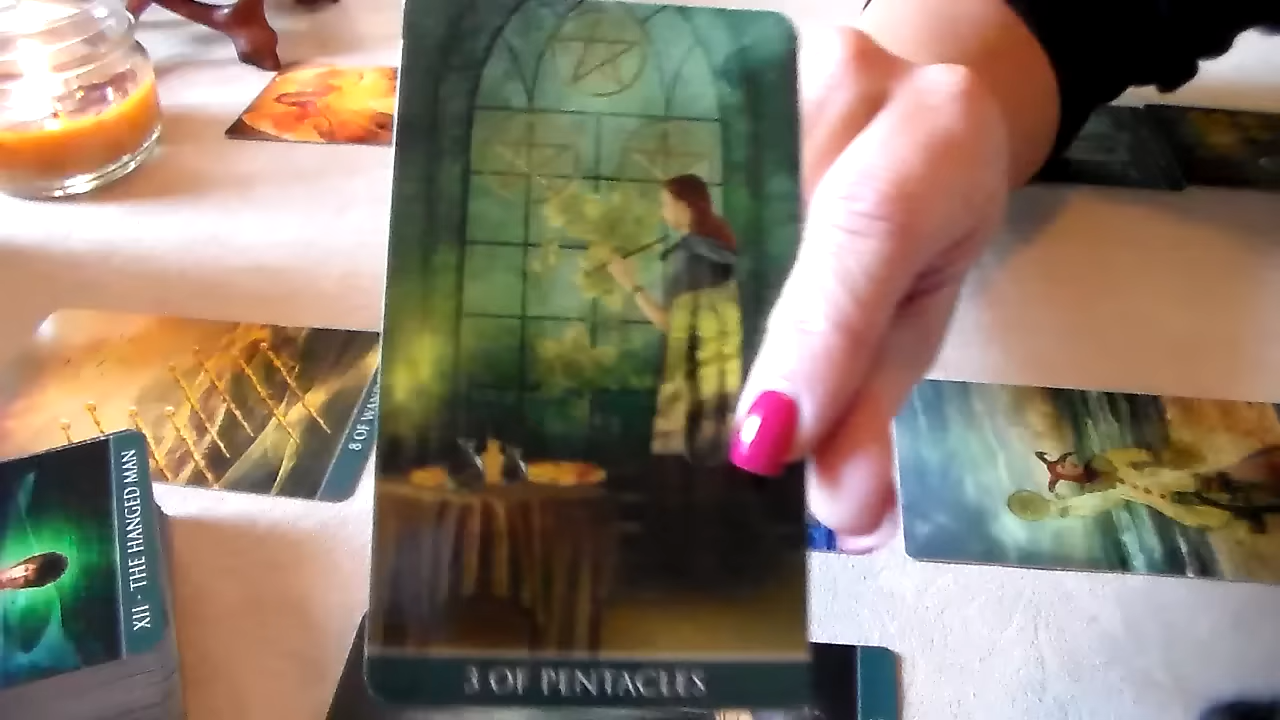 8 OF WANDS
XII · THE HANGED MAN
3 OF PENTACLES